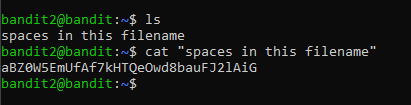 bandit2@bandit:~$ ls
spaces in this filename
bandit2@bandit:~$ cat "spaces in this filename"
aBZ0W5EmUfAf7kHTQeOwd8bauFJ2lAiG
bandit2@bandit:~$